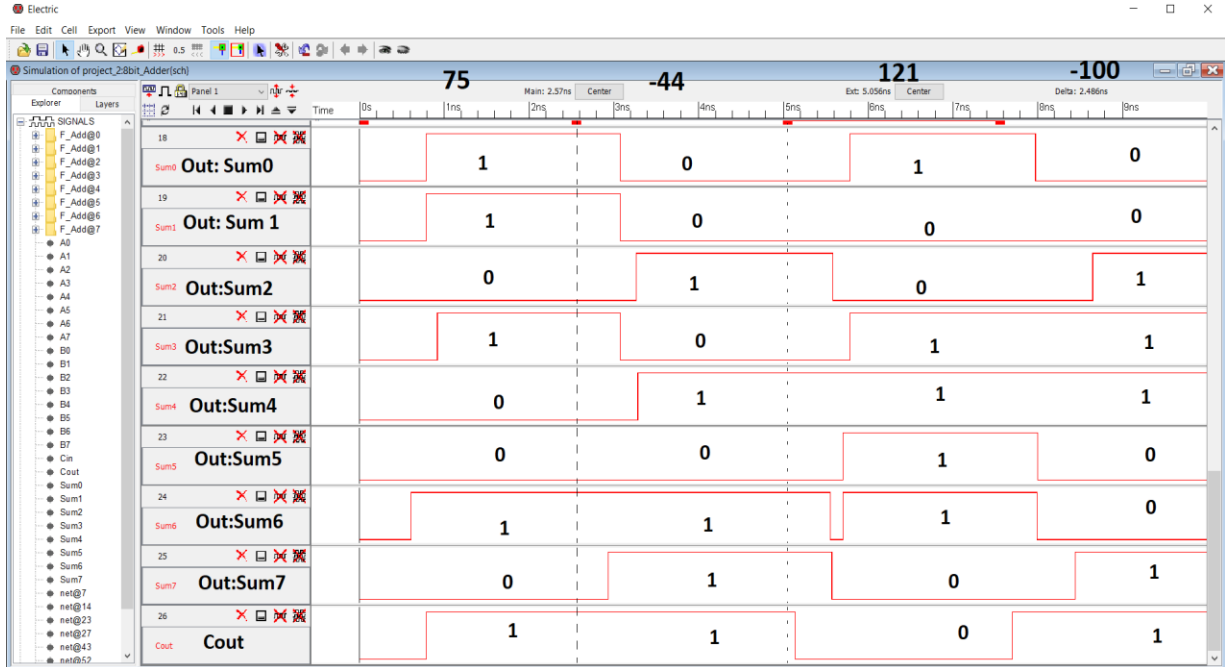 Electric
File Edit Cell Export View Window Tools Help
0.5
Simulation of project_2:8bit_Adder(sch)
75 -44 121 -100
Components
Explorer Layers
Panel 1
Main: 2.57ns Center
Ext: 5.056ns Center
Delta: 2.486ns
Time 0s 1ns 2ns 3ns 4ns 5ns 6ns 7ns 8ns 9ns
SIGNALS
F_Add@0
F_Add@1
F_Add@2
F_Add@3
F_Add@4
F_Add@5
F_Add@6
F_Add@7
A0
A1
A2
A3
A4
A5
A6
A7
B0
B1
B2
B3
B4
B5
B6
B7
Cin
Cout
Sum0
Sum1
Sum2
Sum3
Sum4
Sum5
Sum6
Sum7
net@7
net@14
net@23
net@27
net@43
net@52
18
Sum0 Out: Sum0 1 0 1 0
19
Sum1 Out: Sum 1 1 0 0 0
20
Sum2 Out:Sum2 0 1 0 1
21
Sum3 Out:Sum3 1 0 1 1
22
Sum4 Out:Sum4 0 1 1 1
23
Sum5 Out:Sum5 0 0 1 0
24
Sum6 Out:Sum6 1 1 1 0
25
Sum7 Out:Sum7 0 1 0 1
26
Cout Cout 1 1 0 1